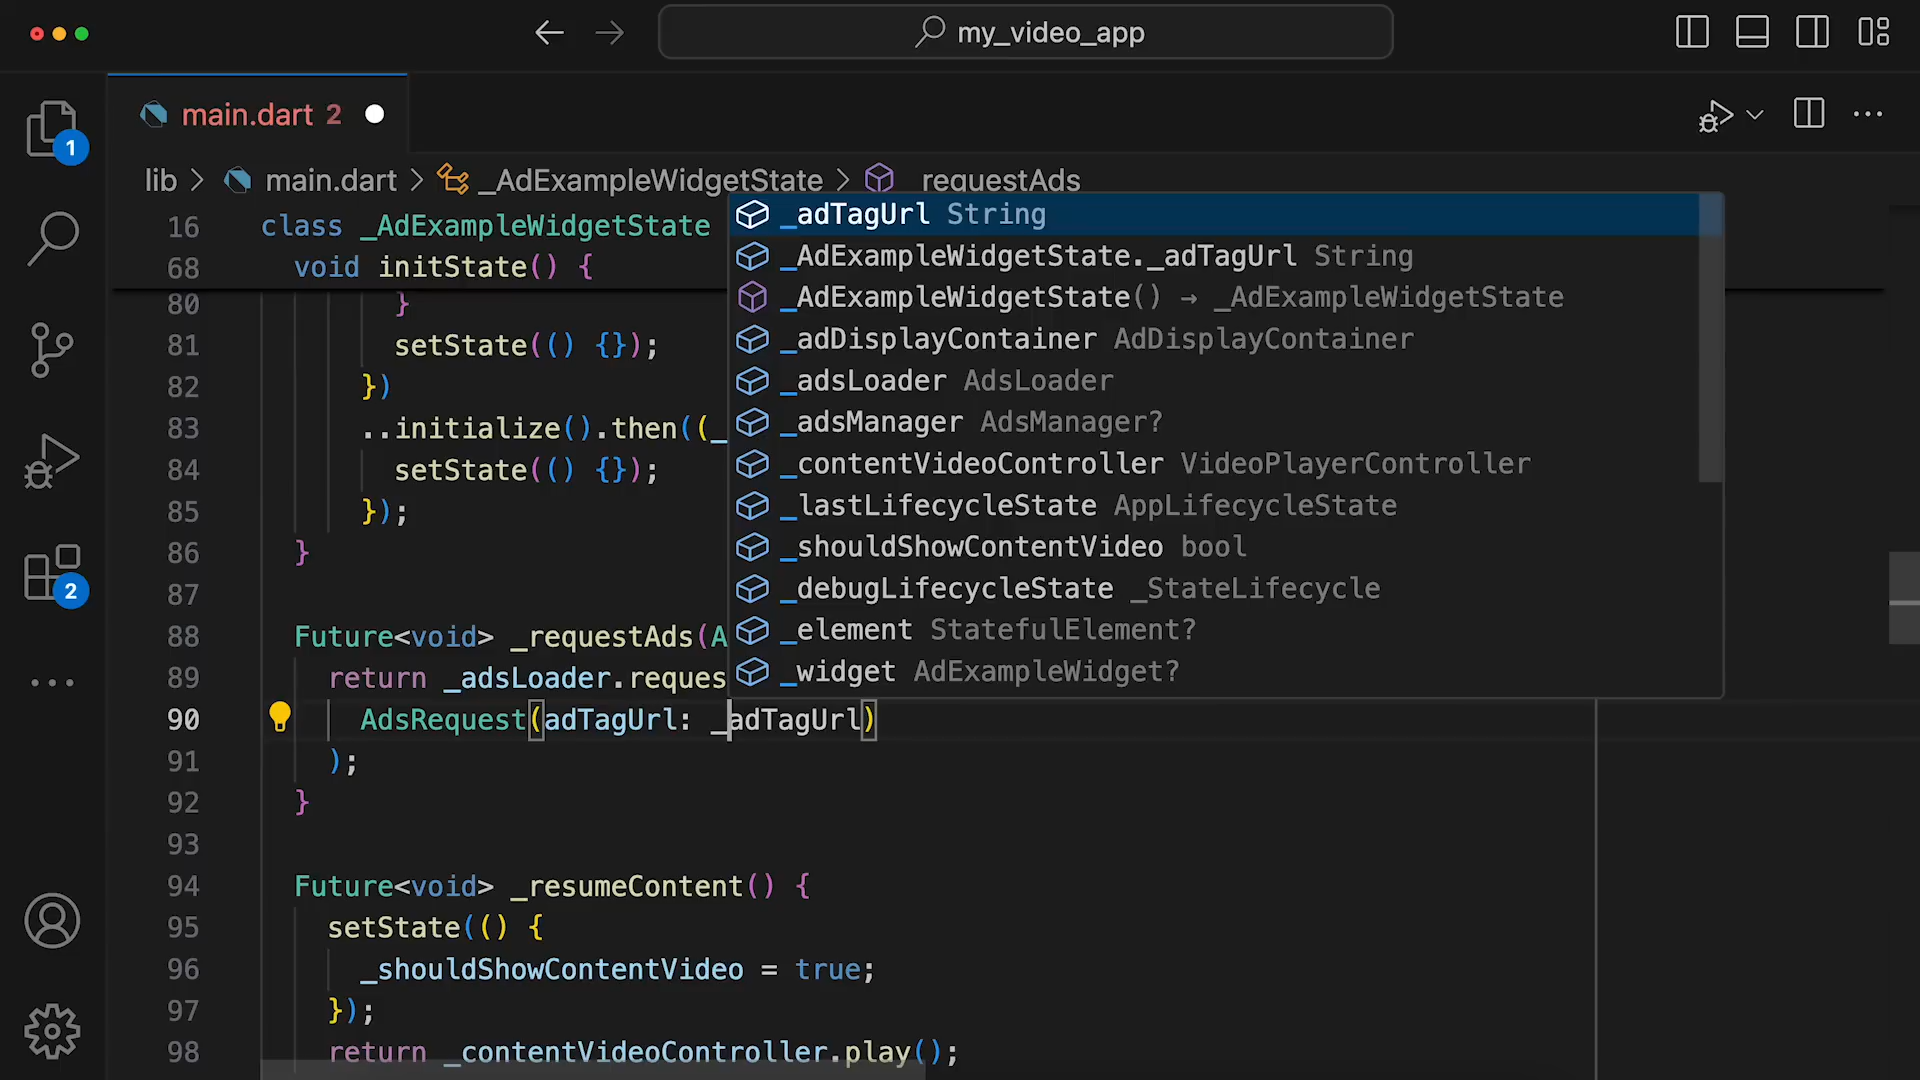 my_video_app
main.dart 2
1
lib > main.dart > _AdExampleWidgetState > _requestAds
16 class _AdExampleWidgetState
68 void initState() {
80 }
81 setState(() {});
82 })
83 ..initialize().then((_
84 setState(() {});
85 });
86 }
87
88 Future<void> _requestAds(A
89 return _adsLoader.reques
90 AdsRequest(adTagUrl: _adTagUrl)
91 );
92 }
93
94 Future<void> _resumeContent() {
95 setState(() {
96 _shouldShowContentVideo = true;
97 });
98 return _contentVideoController.play();
_adTagUrl String
_AdExampleWidgetState._adTagUrl String
_AdExampleWidgetState() → _AdExampleWidgetState
_adDisplayContainer AdDisplayContainer
_adsLoader AdsLoader
_adsManager AdsManager?
_contentVideoController VideoPlayerController
_lastLifecycleState AppLifecycleState
_shouldShowContentVideo bool
_debugLifecycleState _StateLifecycle
_element StatefulElement?
_widget AdExampleWidget?
2